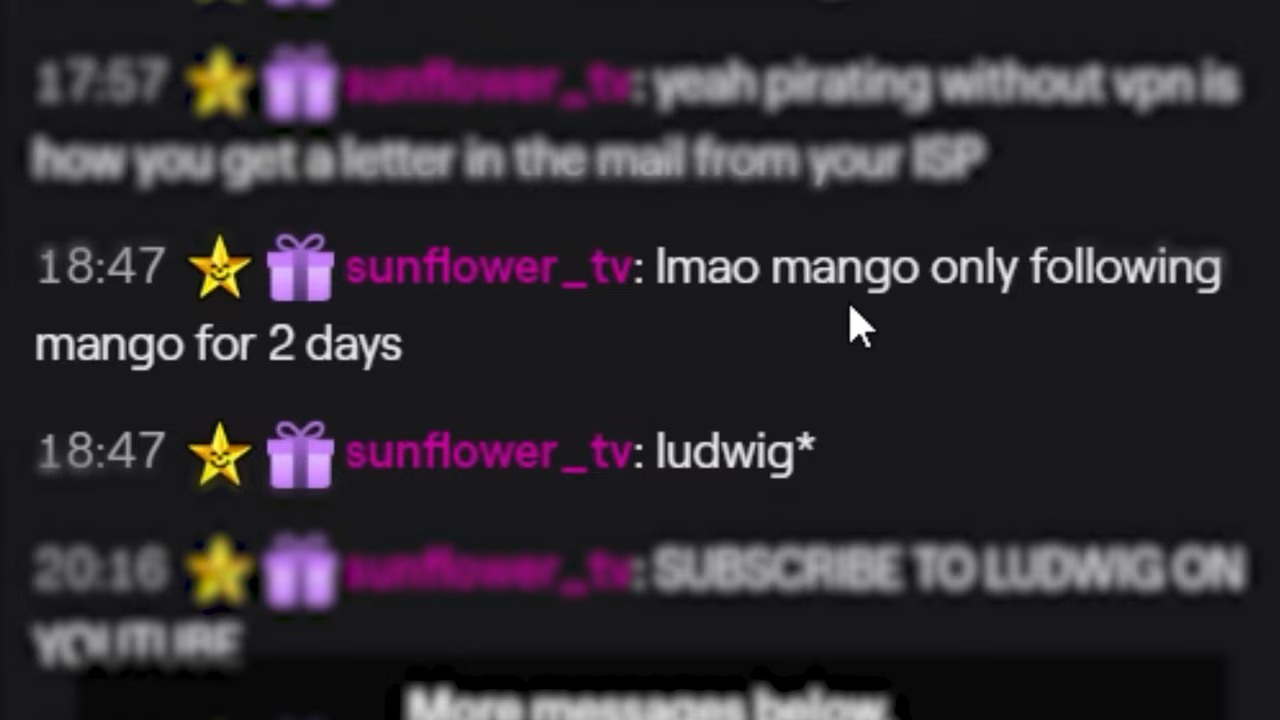 17:57 sunflower_tv: yeah pirating without vpn is
how you get a letter in the mail from your ISP
18:47 sunflower_tv: lmao mango only following
mango for 2 days
18:47 sunflower_tv: ludwig*
20:16 sunflower_tv: SUBSCRIBE TO LUDWIG ON
YOUTUBE
More messages below.